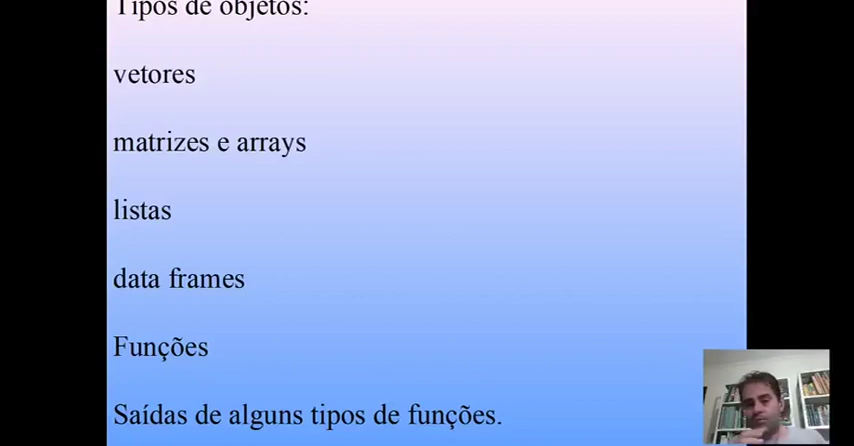 Tipos de objetos:
vetores
matrizes e arrays
listas
data frames
Funções
Saídas de alguns tipos de funções.